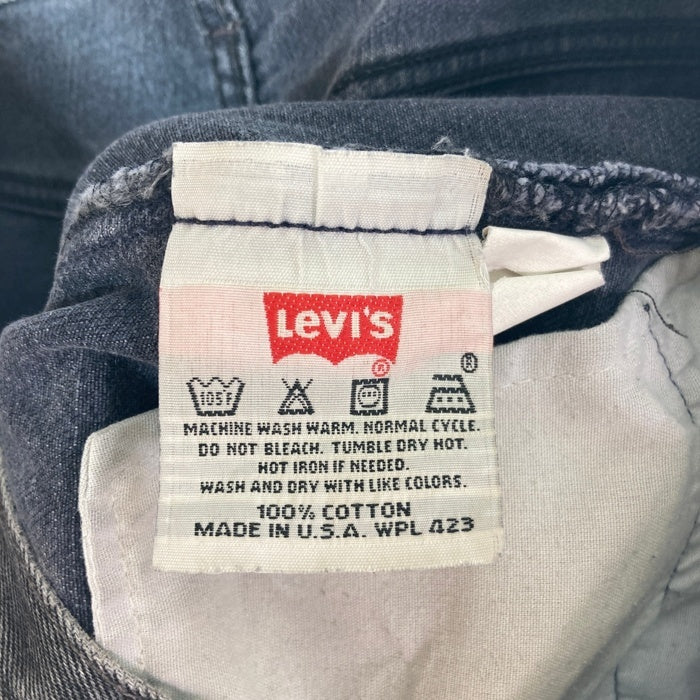 Levi's
®
®
105°F
MACHINE WASH WARM. NORMAL CYCLE.
DO NOT BLEACH. TUMBLE DRY HOT.
HOT IRON IF NEEDED.
WASH AND DRY WITH LIKE COLORS.
100% COTTON
MADE IN U.S.A. WPL 423